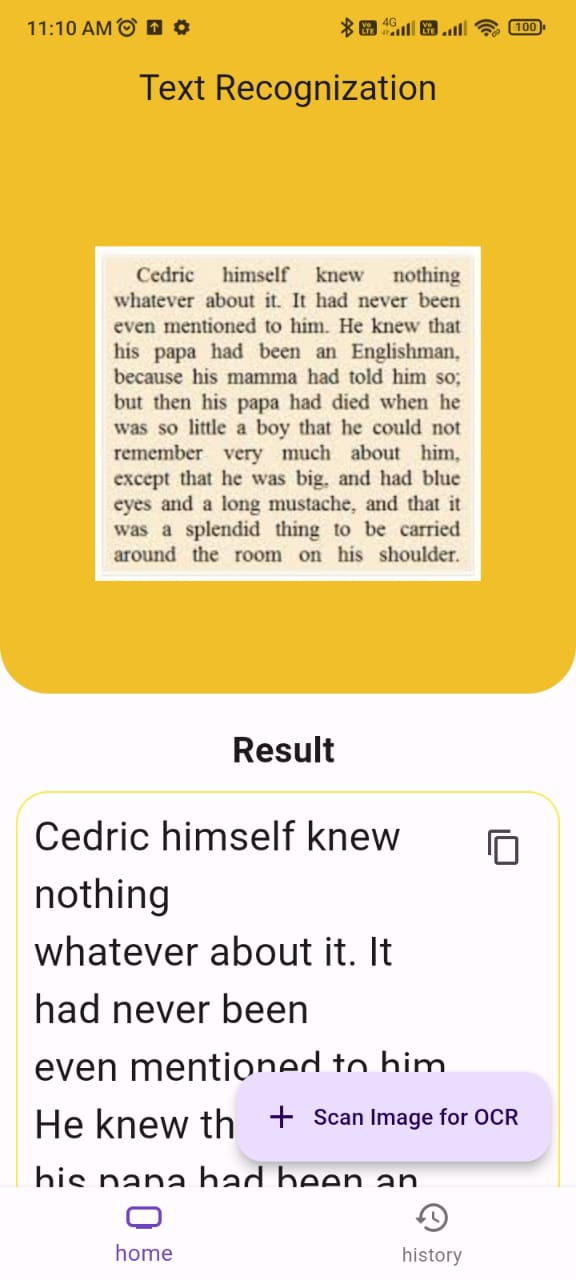 11:10 AM
4G
Vo LTE
Vo LTE
100
Text Recognization
Cedric himself knew nothing
whatever about it. It had never been
even mentioned to him. He knew that
his papa had been an Englishman,
because his mamma had told him so;
but then his papa had died when he
was so little a boy that he could not
remember very much about him,
except that he was big, and had blue
eyes and a long mustache, and that it
was a splendid thing to be carried
around the room on his shoulder.
Result
Cedric himself knew
nothing
whatever about it. It
had never been
even mentioned to him
He knew th
his papa had been an
+ Scan Image for OCR
home
history